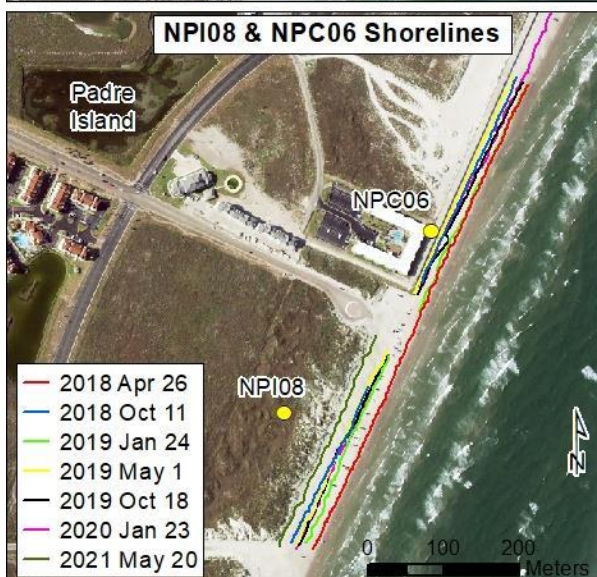 NPI08 & NPC06 Shorelines
Padre
Island
NPC06
NPI08
2018 Apr 26
2018 Oct 11
2019 Jan 24
2019 May 1
2019 Oct 18
2020 Jan 23
2021 May 20
N
0 100 200
Meters